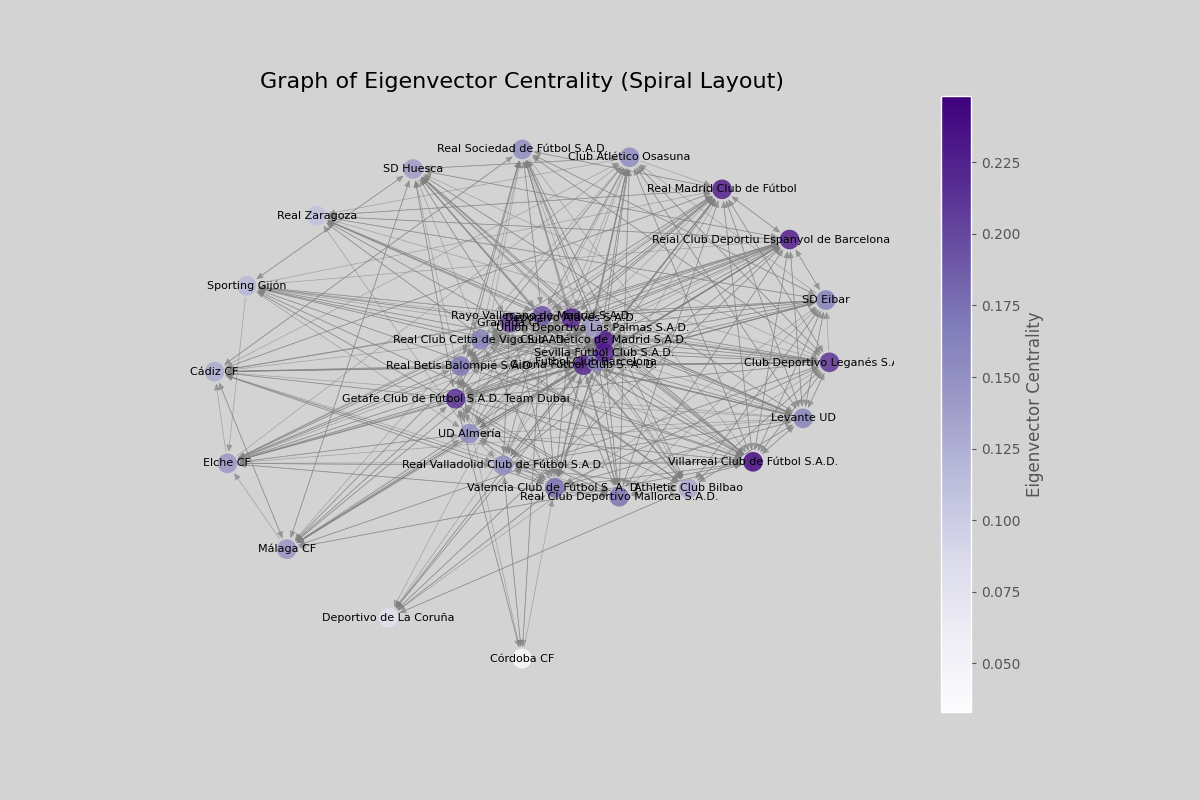 Graph of Eigenvector Centrality (Spiral Layout)
Real Sociedad de Fútbol S.A.D.
Club Atlético Osasuna
SD Huesca
Real Madrid Club de Fútbol
Real Zaragoza
Reial Club Deportiu Espanyol de Barcelona
Sporting Gijón
SD Eibar
Rayo Vallecano de Madrid S.A.D.
Deportivo Alavés S.A.D.
Unión Deportiva Las Palmas S.A.D.
Real Club Celta de Vigo S.A.D.
Club Atlético de Madrid S.A.D.
Sevilla Fútbol Club S.A.D.
Fútbol Club Barcelona
Real Betis Balompié S.A.D.
Girona Fútbol Club S. A. D.
Club Deportivo Leganés S.A
Cádiz CF
Getafe Club de Fútbol S.A.D. Team Dubai
Levante UD
UD Almería
Elche CF
Real Valladolid Club de Fútbol S.A.D.
Villarreal Club de Fútbol S.A.D.
Valencia Club de Fútbol S. A. D.
Athletic Club Bilbao
Real Club Deportivo Mallorca S.A.D.
Málaga CF
Deportivo de La Coruña
Córdoba CF
0.225
0.200
0.175
0.150
0.125
0.100
0.075
0.050
Eigenvector Centrality